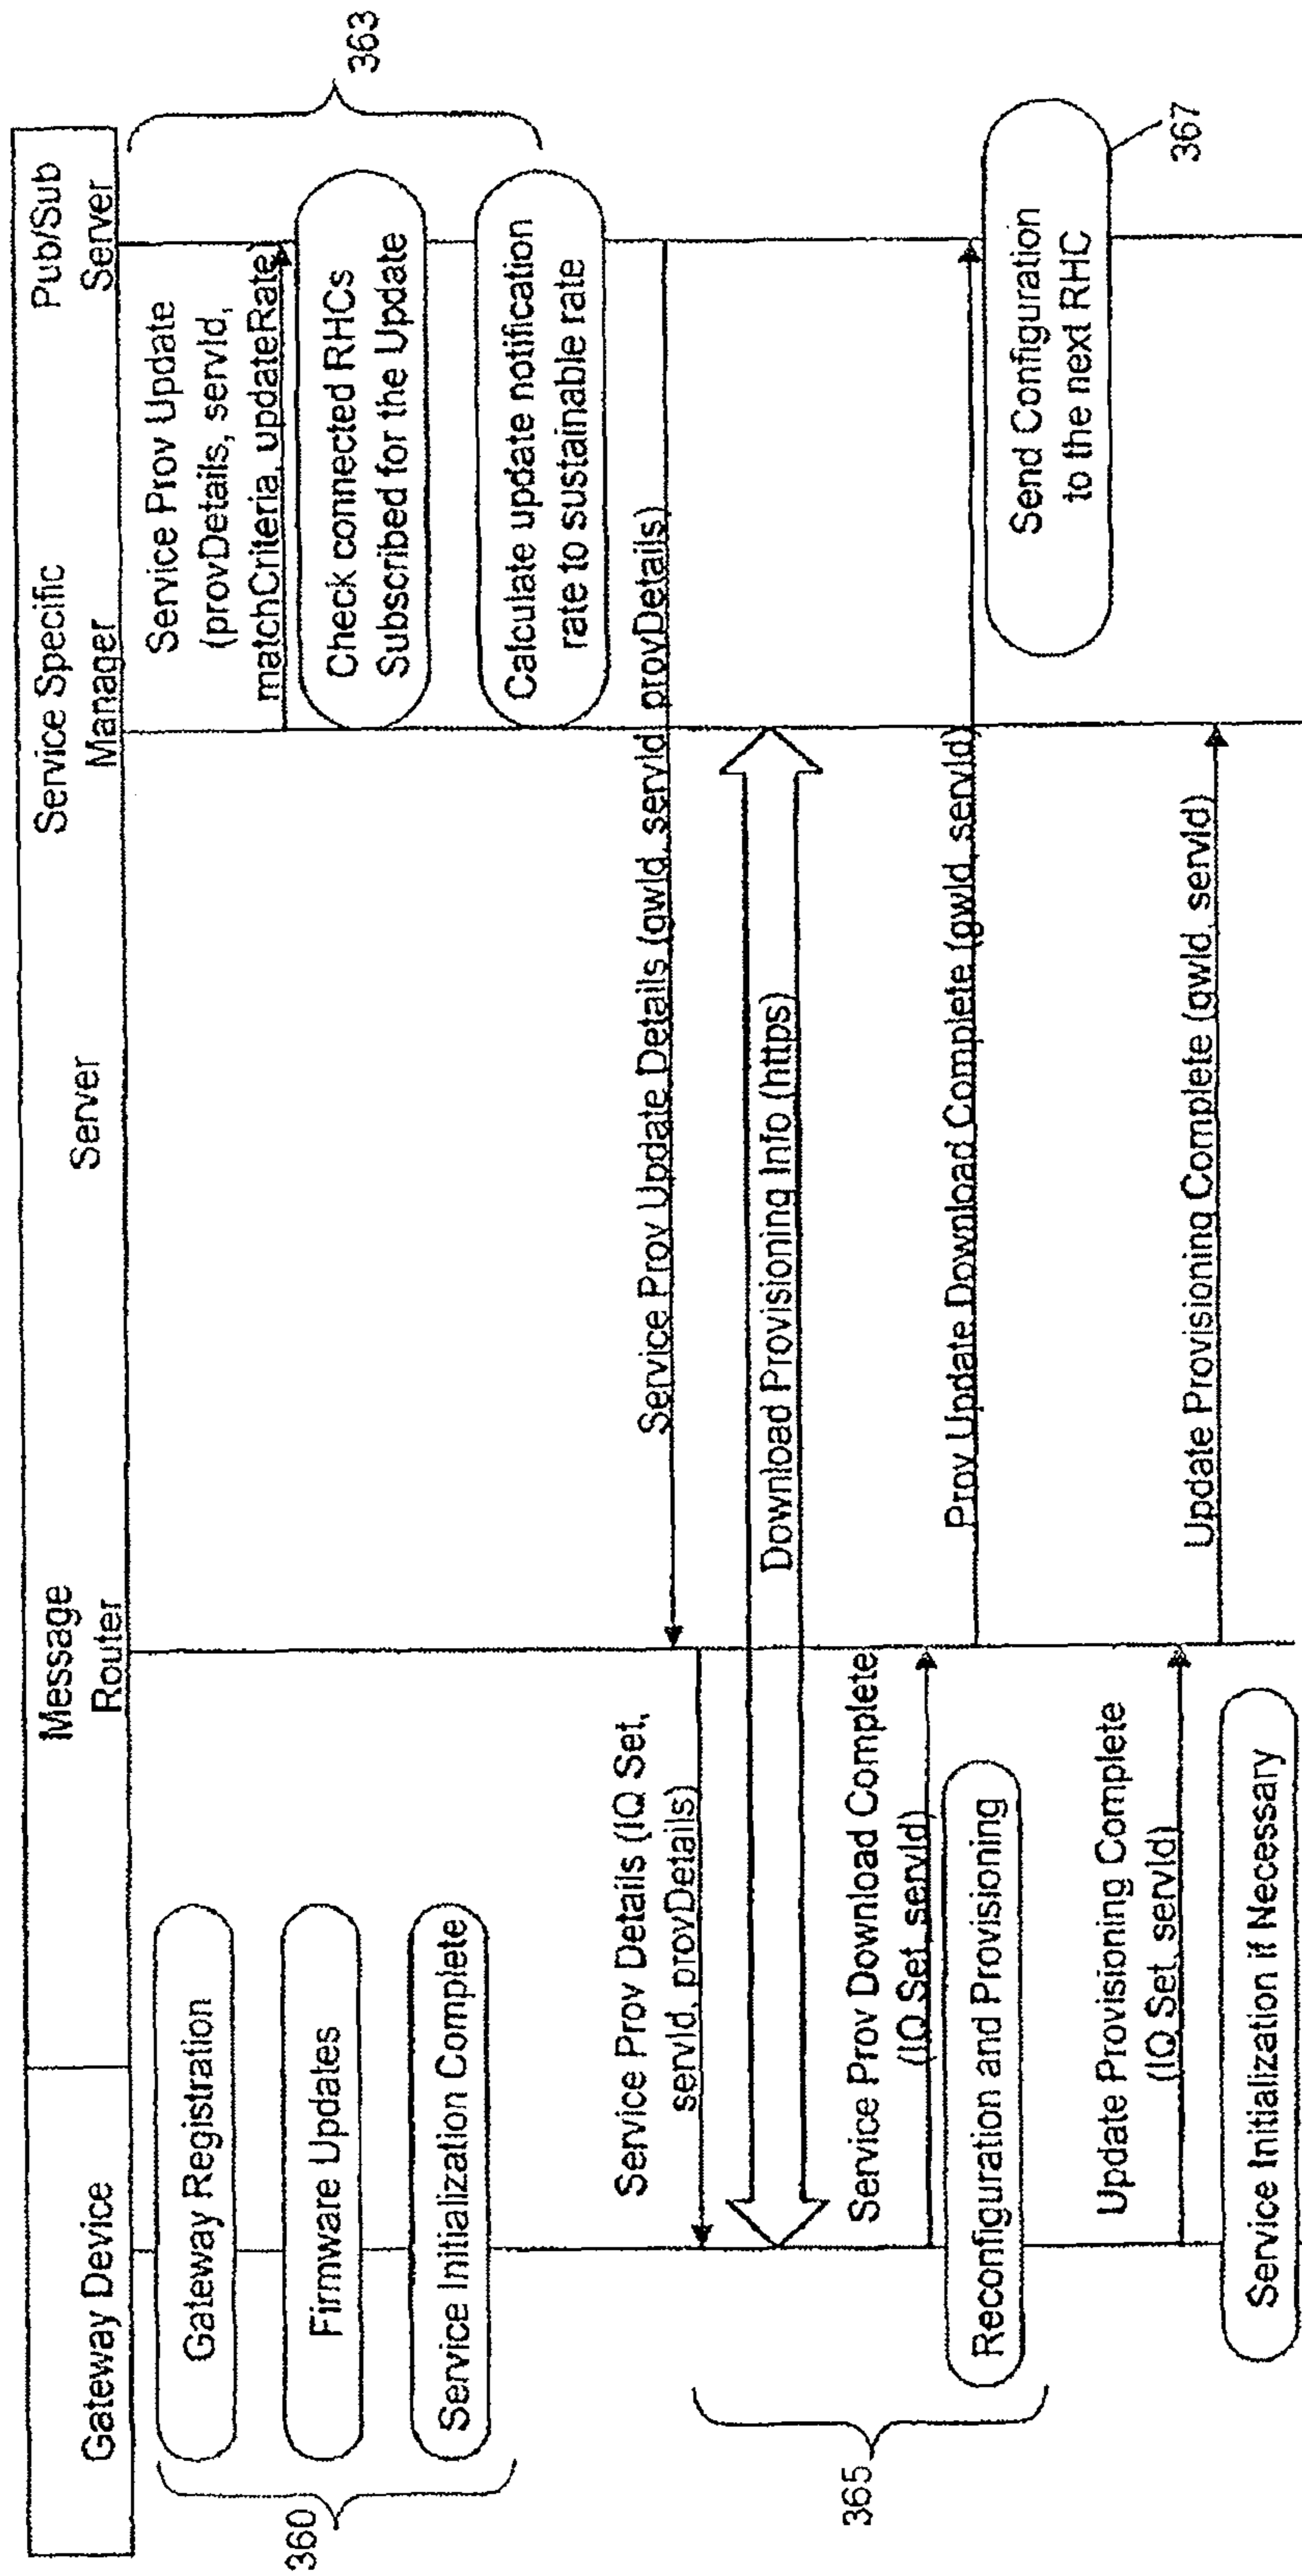 Gateway Device
Message
Router
Server
Service Specific
Manager
Pub/Sub
Server
360
Gateway Registration
Firmware Updates
Service Initialization Complete
Service Prov Update
(provDetails, servId,
matchCriteria, updateRate
Check connected RHCs
Subscribed for the Update
Calculate update notification
rate to sustainable rate
363
Service Prov Update Details (gwId, servId, provDetails)
Service Prov Details (IQ Set,
servId, provDetails)
Download Provisioning Info (https)
365
Service Prov Download Complete
(IQ Set, servId)
Reconfiguration and Provisioning
Prov Update Download Complete (gwId, servId)
Send Configuration
to the next RHC
367
Update Provisioning Complete
(IQ Set, servId)
Update Provisioning Complete (gwId, servId)
Service Initialization if Necessary